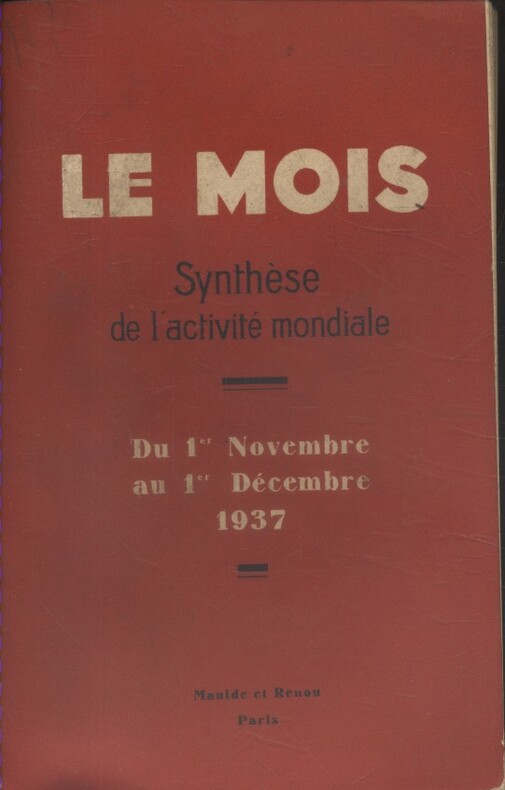 LE MOIS
Synthèse
de l'activité mondiale
Du 1er Novembre
au 1er Décembre
1937
Maulde et Renou
Paris